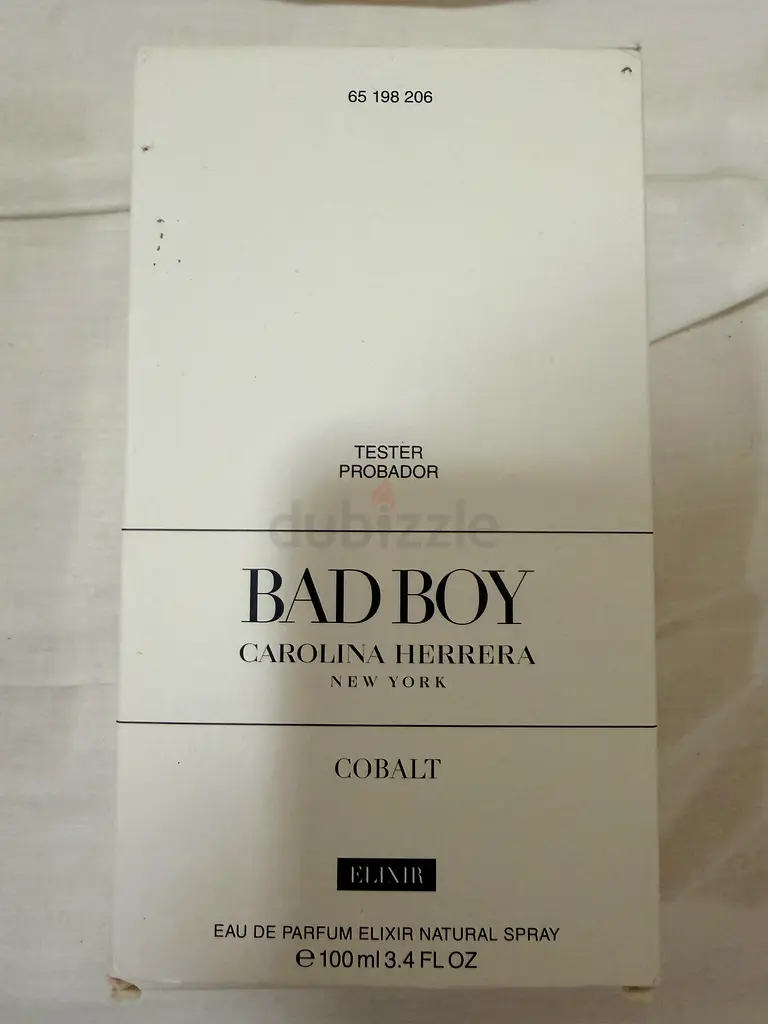 65 198 206
TESTER
PROBADOR
dubizzle
BAD BOY
CAROLINA HERRERA
NEW YORK
COBALT
ELIXIR
EAU DE PARFUM ELIXIR NATURAL SPRAY
℮ 100 ml 3.4 FL OZ